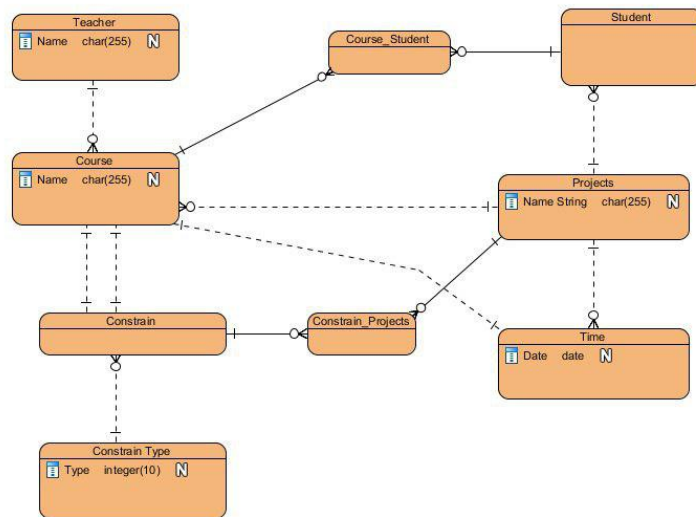 Teacher
Name char(255) N
Course_Student
Student
Course
Name char(255) N
Projects
Name String char(255) N
Constrain
Constrain_Projects
Time
Date date N
Constrain Type
Type integer(10) N